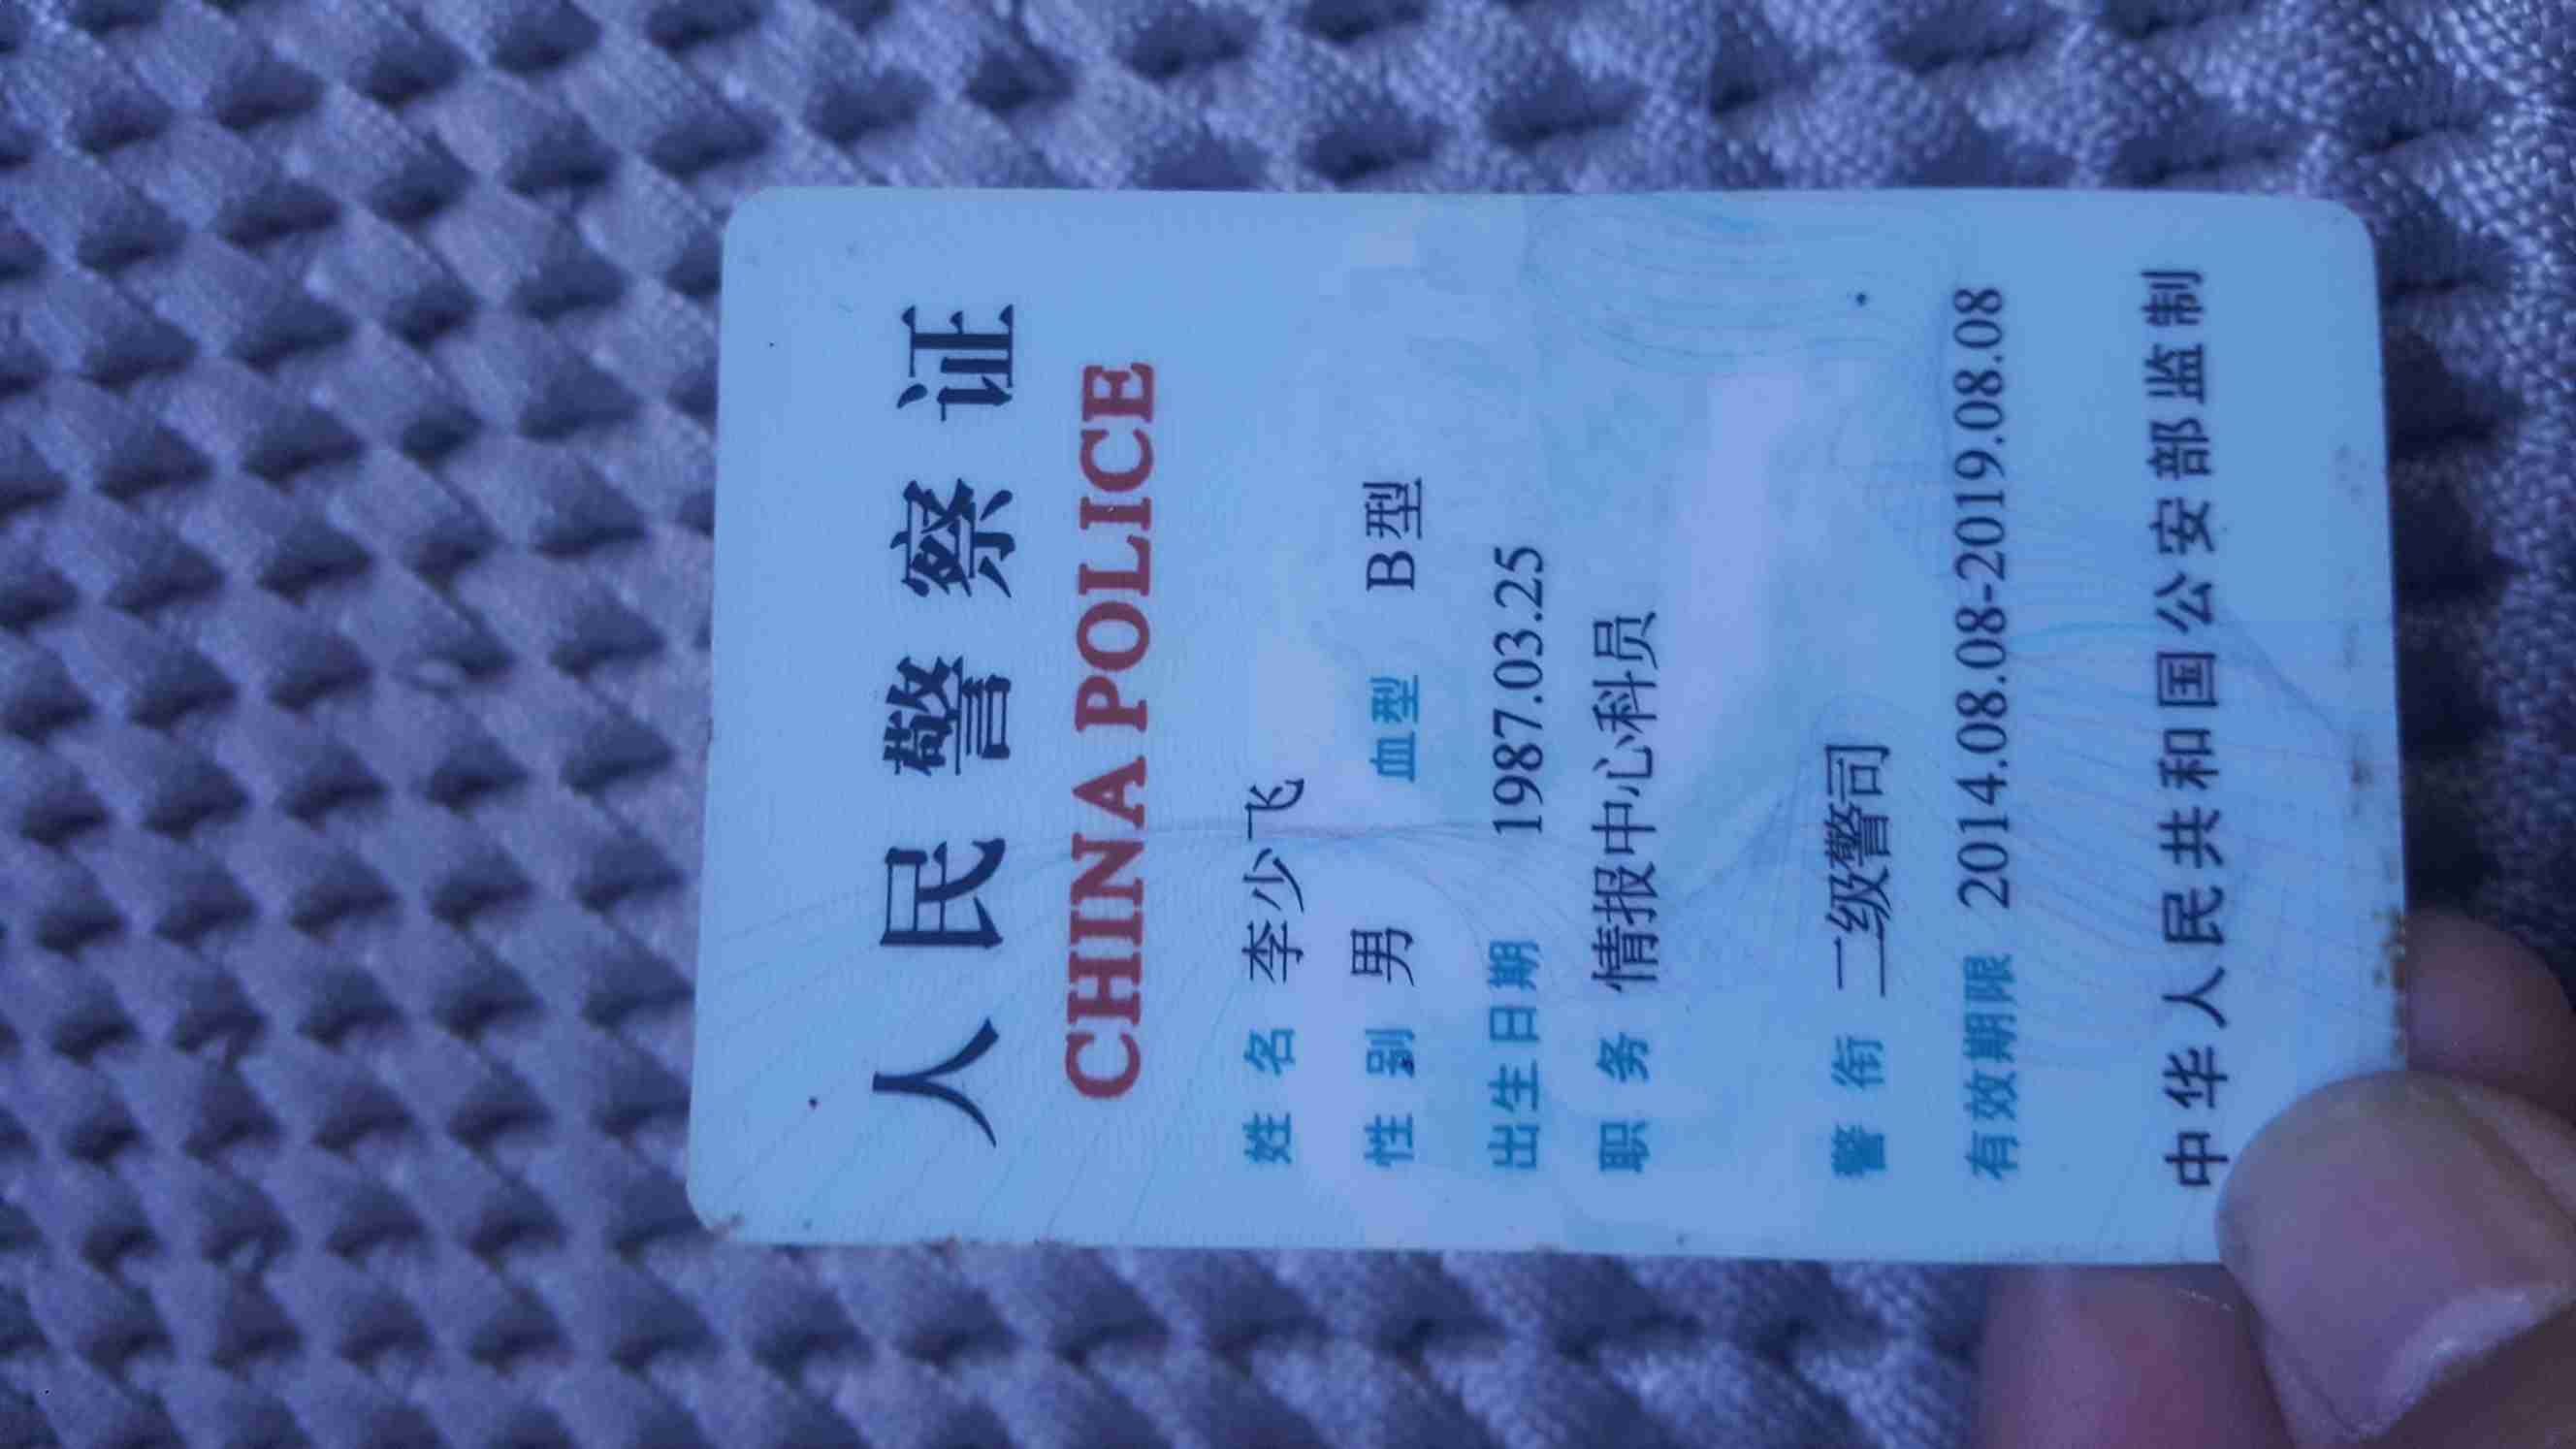 人民警察证
CHINA POLICE
姓名 李少飞
性别 男 血型 B型
出生日期 1987.03.25
职务 情报中心科员
警衔 二级警司
有效期限 2014.08.08-2019.08.08
中华人民共和国公安部监制